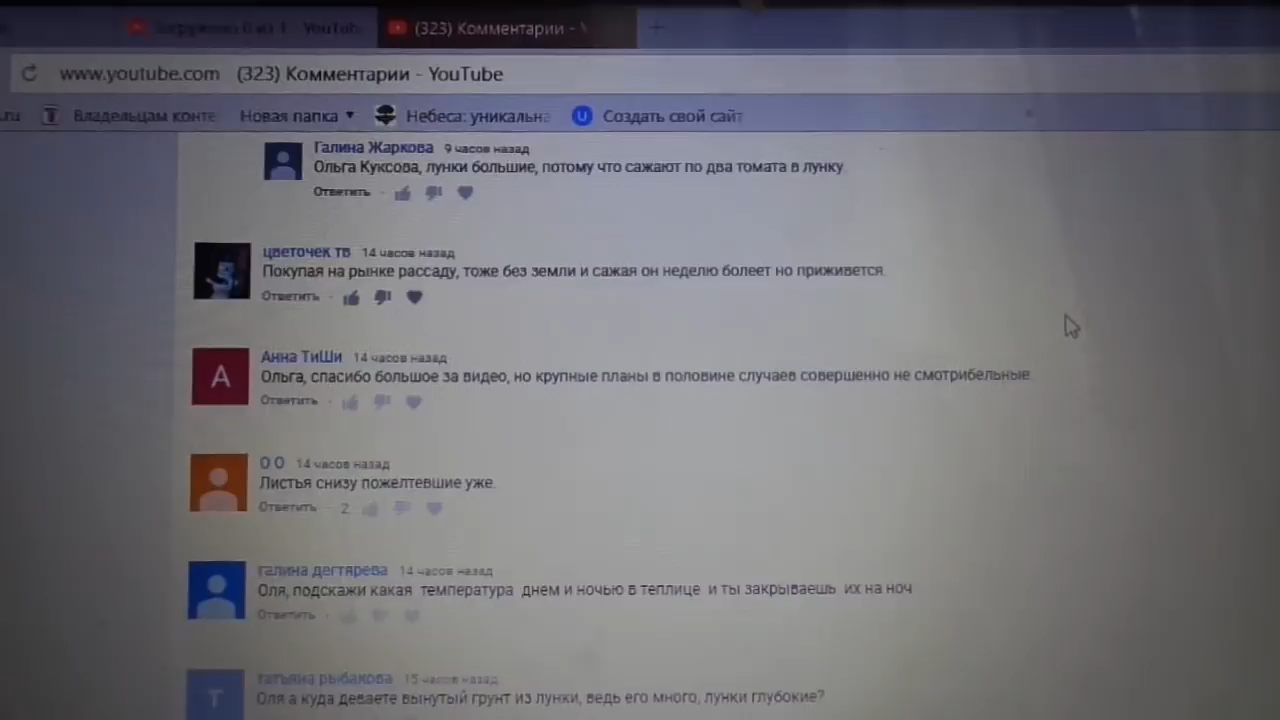 Загружено 6 из 1 - YouTub
(323) Комментарии - Y
www.youtube.com (323) Комментарии - YouTube
.ru Владельцам конте Новая папка Небеса: уникальна U Создать свой сайт
Галина Жаркова 9 часов назад
Ольга Куксова, лунки большие, потому что сажают по два томата в лунку
Ответить
цветочек тв 14 часов назад
Покупая на рынке рассаду, тоже без земли и сажая он неделю болеет но приживется.
Ответить
A
Анна ТиШи 14 часов назад
Ольга, спасибо большое за видео, но крупные планы в половине случаев совершенно не смотрибельные
Ответить
О О 14 часов назад
Листья снизу пожелтевшие уже.
Ответить 2
галина дегтярева 14 часов назад
Оля, подскажи какая температура днем и ночью в теплице и ты закрываешь их на ноч
Ответить
Т
татьяна рыбакова 15 часов назад
Оля а куда деваете вынутый грунт из лунки, ведь его много, лунки глубокие?